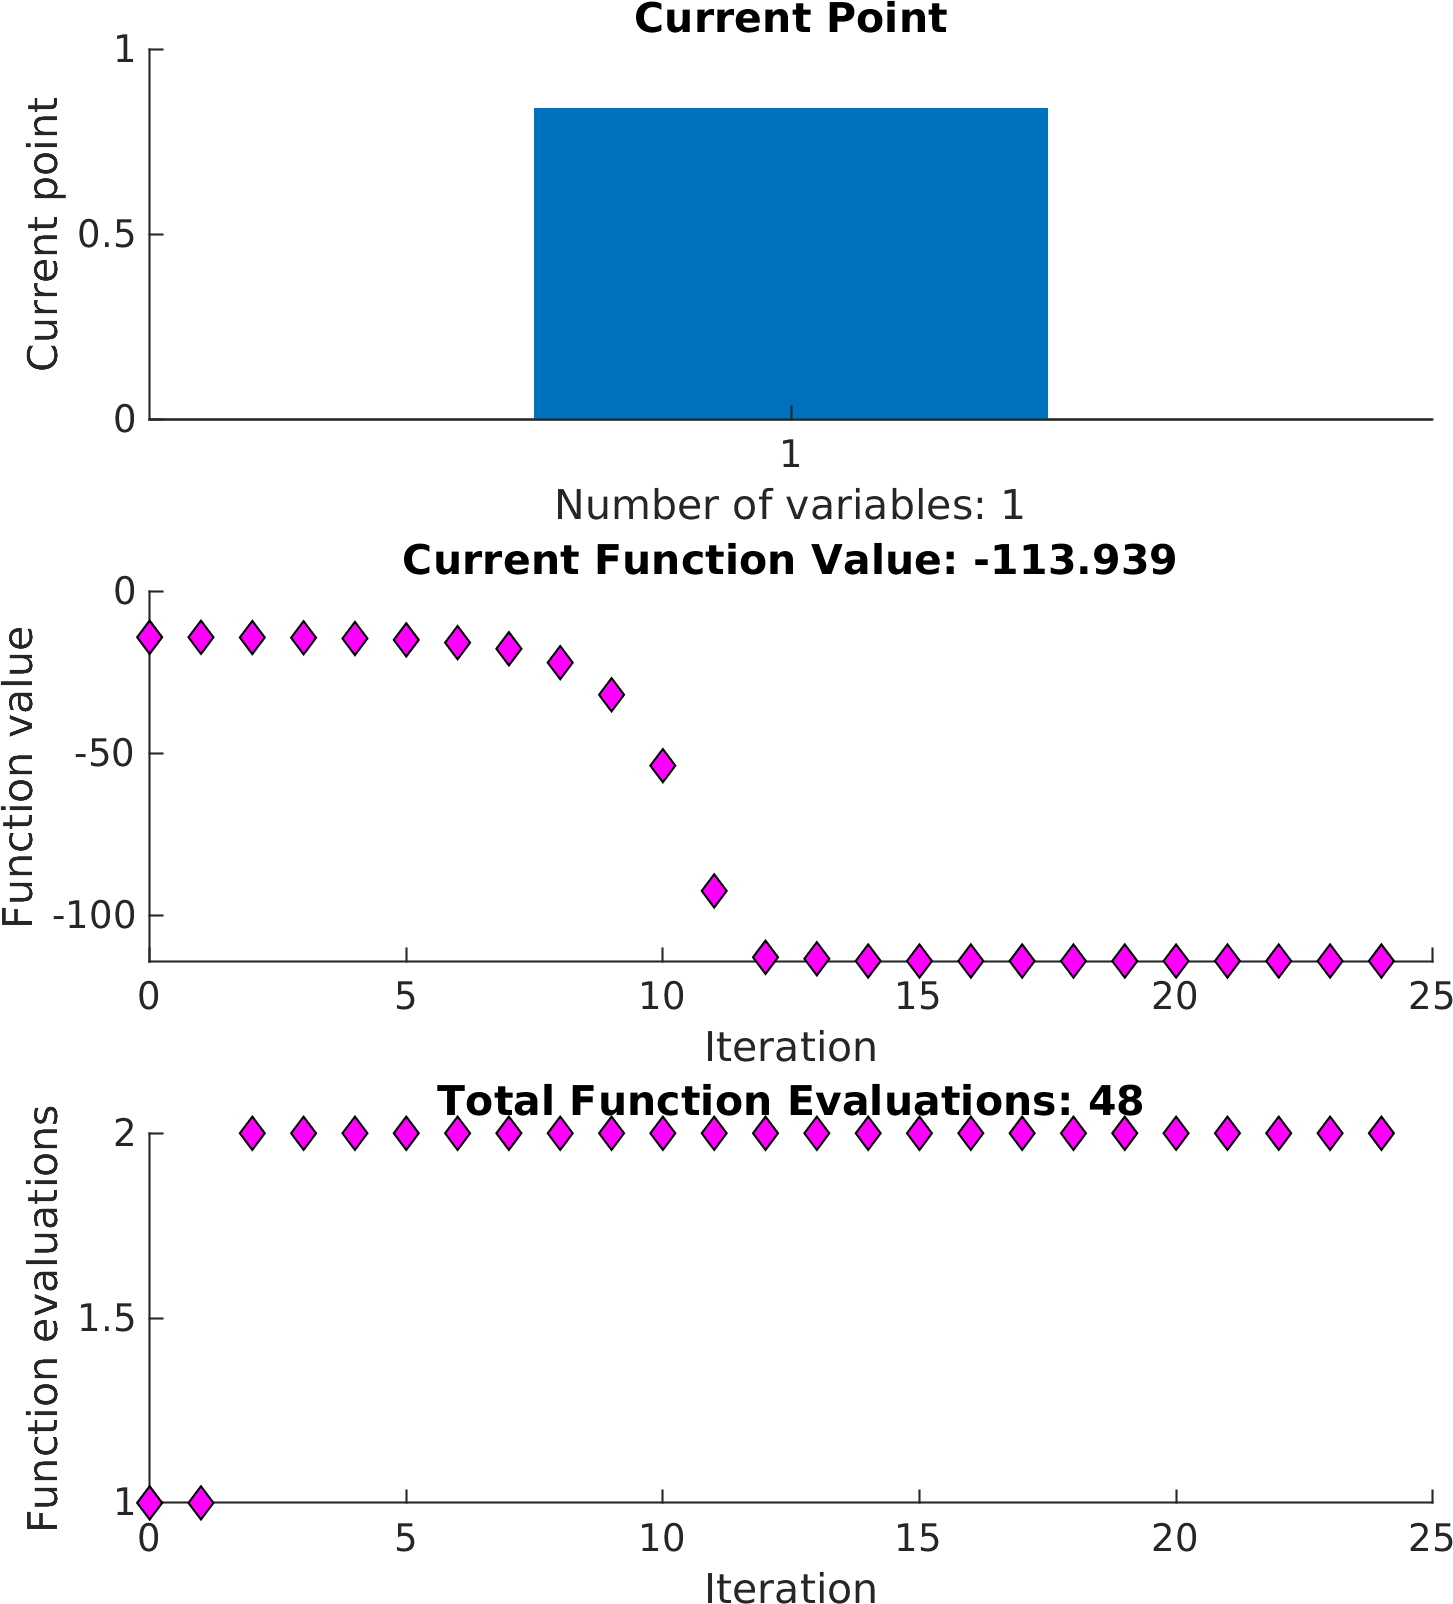 Current Point
1
0.5
0
Current point
1
Number of variables: 1
Current Function Value: -113.939
0
-50
-100
Function value
0 5 10 15 20 25
Iteration
Total Function Evaluations: 48
2
1.5
1
Function evaluations
0 5 10 15 20 25
Iteration